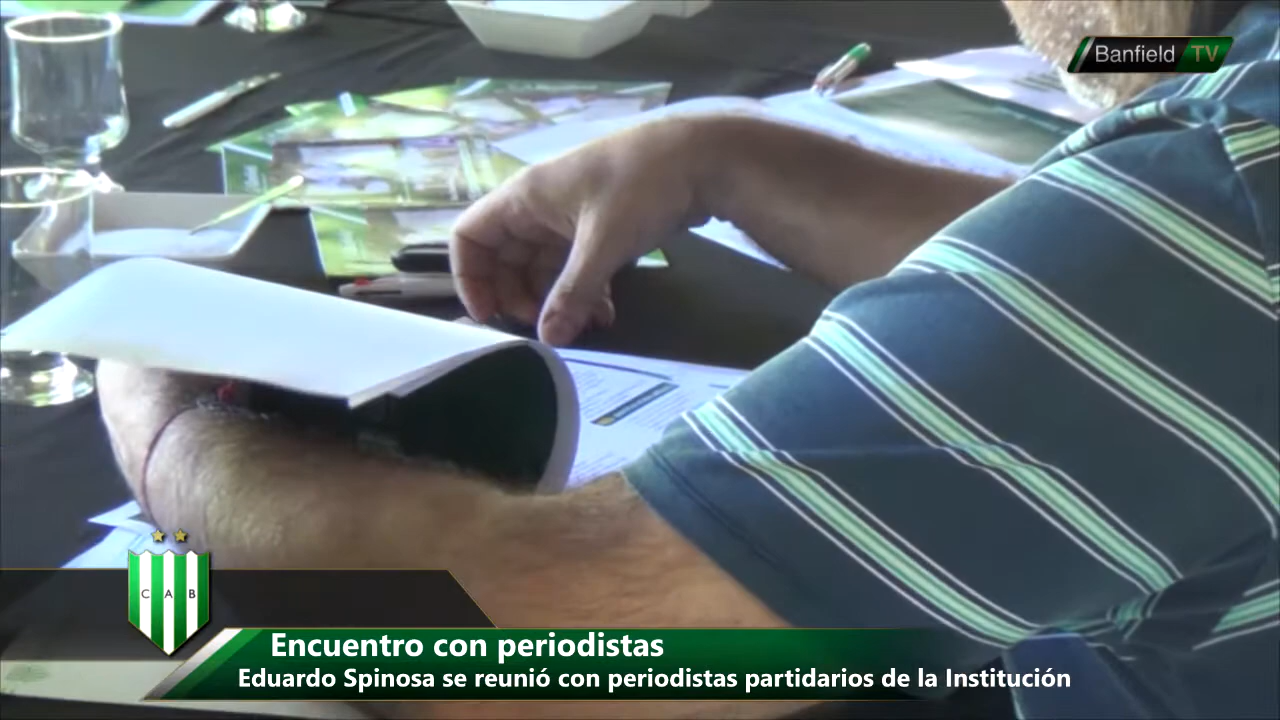 Banfield TV
C A B
Encuentro con periodistas
Eduardo Spinosa se reunió con periodistas partidarios de la Institución